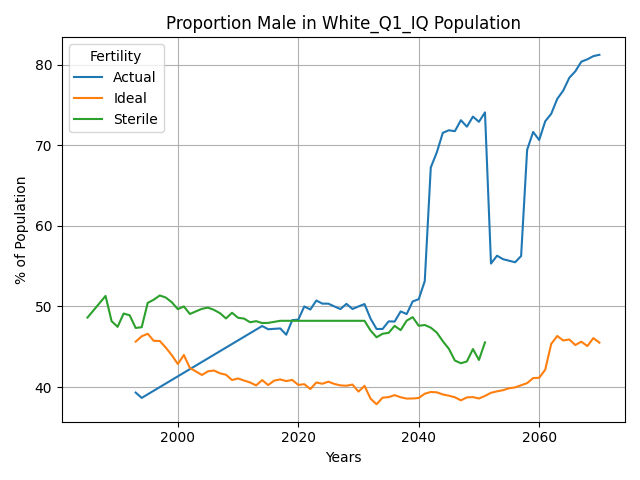 Proportion Male in White_Q1_IQ Population
Fertility
Actual
Ideal
Sterile
% of Population
80
70
60
50
40
2000
2020
2040
2060
Years